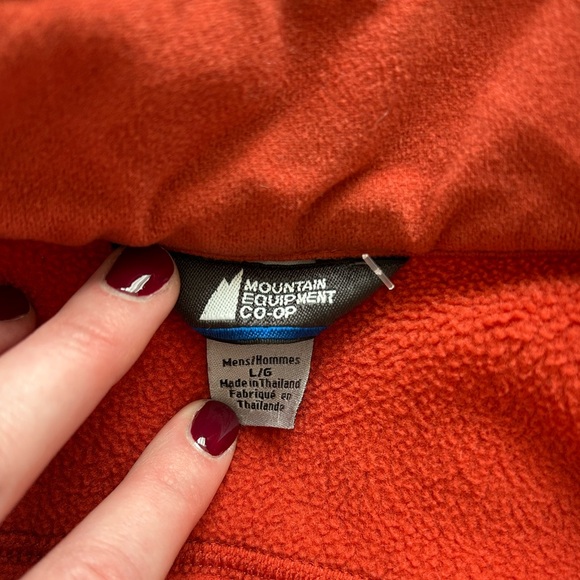 MOUNTAIN
EQUIPMENT
CO-OP
Mens/Hommes
L/G
Made in Thailand
Fabriqué en
Thaïlande